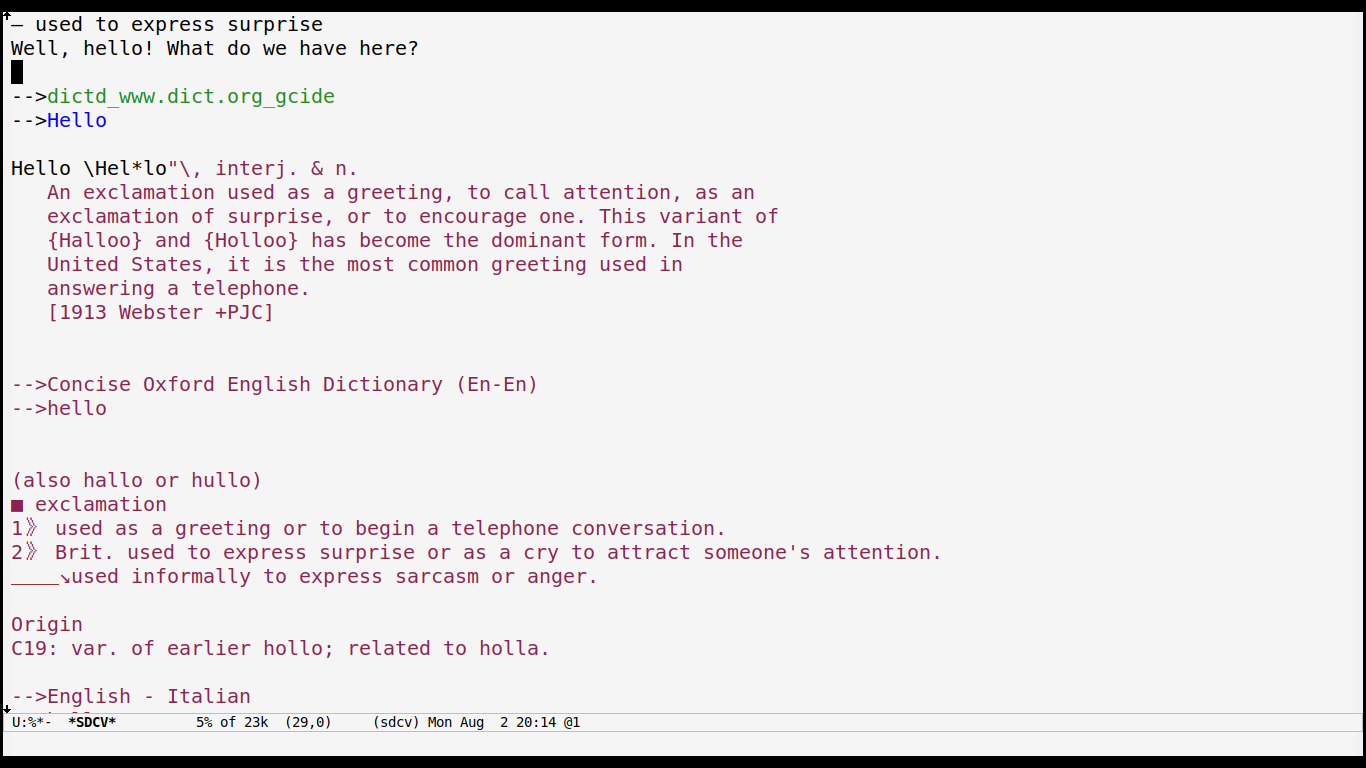 — used to express surprise
Well, hello! What do we have here?
-->dictd_www.dict.org_gcide
-->Hello
Hello \Hel*lo"\, interj. & n.
An exclamation used as a greeting, to call attention, as an
exclamation of surprise, or to encourage one. This variant of
{Halloo} and {Holloo} has become the dominant form. In the
United States, it is the most common greeting used in
answering a telephone.
[1913 Webster +PJC]
-->Concise Oxford English Dictionary (En-En)
-->hello
(also hallo or hullo)
■ exclamation
1》 used as a greeting or to begin a telephone conversation.
2》 Brit. used to express surprise or as a cry to attract someone's attention.
____↘used informally to express sarcasm or anger.
Origin
C19: var. of earlier hollo; related to holla.
-->English - Italian
U:%*-  *SDCV*          5% of 23k  (29,0)     (sdcv) Mon Aug  2 20:14 @1